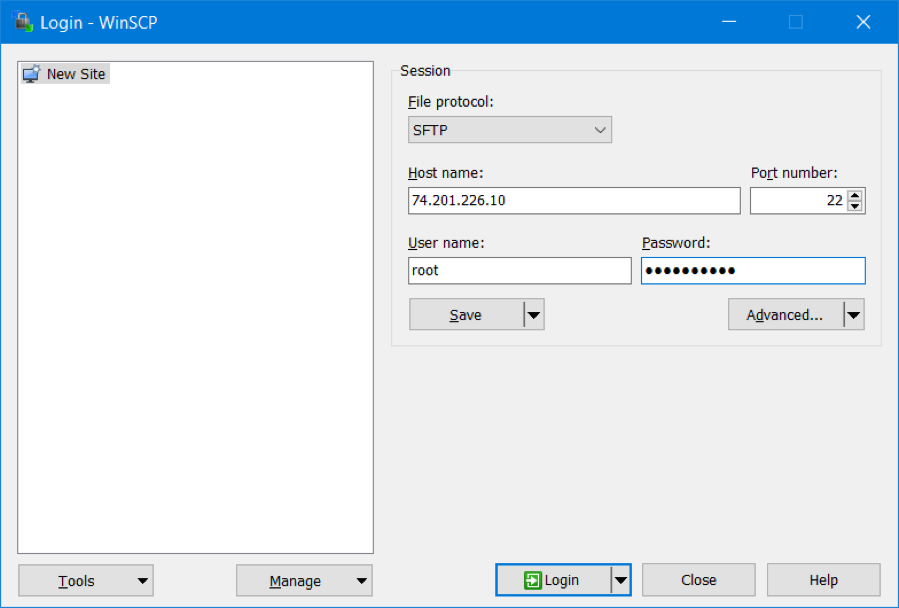 Login - WinSCP
New Site
Session
File protocol:
SFTP
Host name:
Port number:
74.201.226.10
22
User name:
Password:
root
●●●●●●●●●●
Save
Advanced...
Tools
Manage
Login
Close
Help